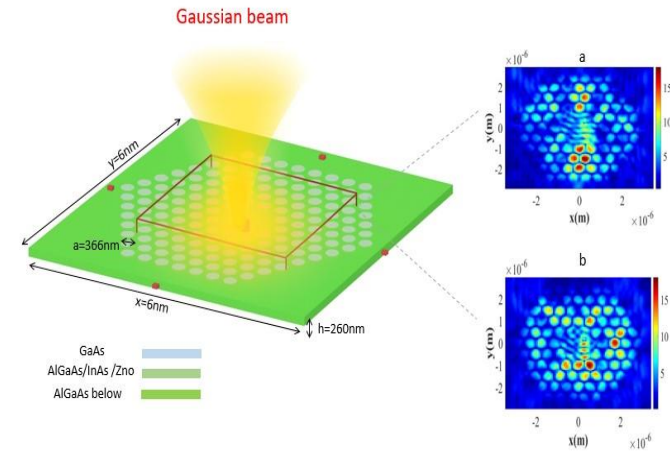 Gaussian beam
y=6nm
a=366nm
x=6nm
h=260nm
GaAs
AlGaAs/InAs /Zno
AlGaAs below
a
×10⁻⁶
y(m)
2
1
0
-1
-2
-2
0
2
x(m)
×10⁻⁶
15
10
5
b
×10⁻⁶
y(m)
2
1
0
-1
-2
-2
0
2
x(m)
×10⁻⁶
15
10
5